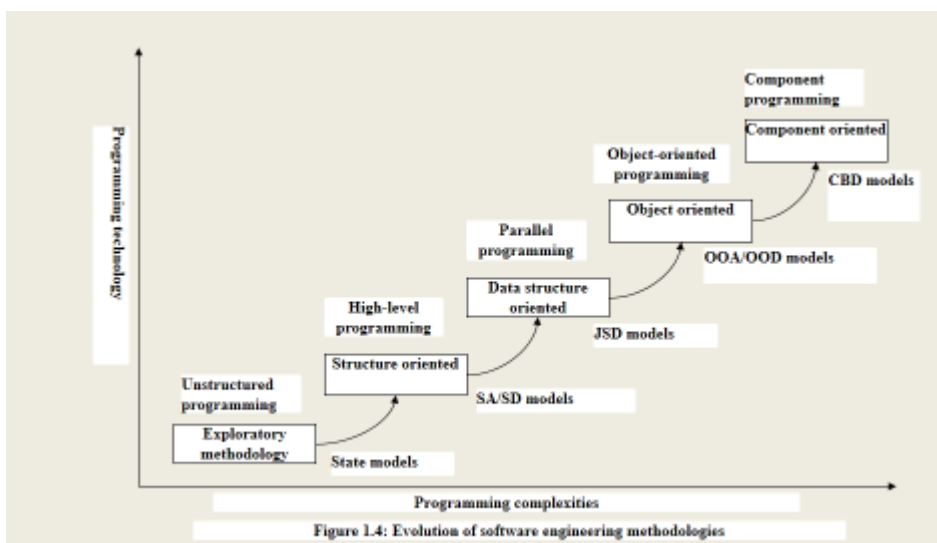 Component
programming
Component oriented
CBD models
Object-oriented
programming
Object oriented
OOA/OOD models
Parallel
programming
Data structure
oriented
JSD models
High-level
programming
Structure oriented
SA/SD models
Unstructured
programming
Exploratory
methodology
State models
Programming technology
Programming complexities
Figure 1.4: Evolution of software engineering methodologies